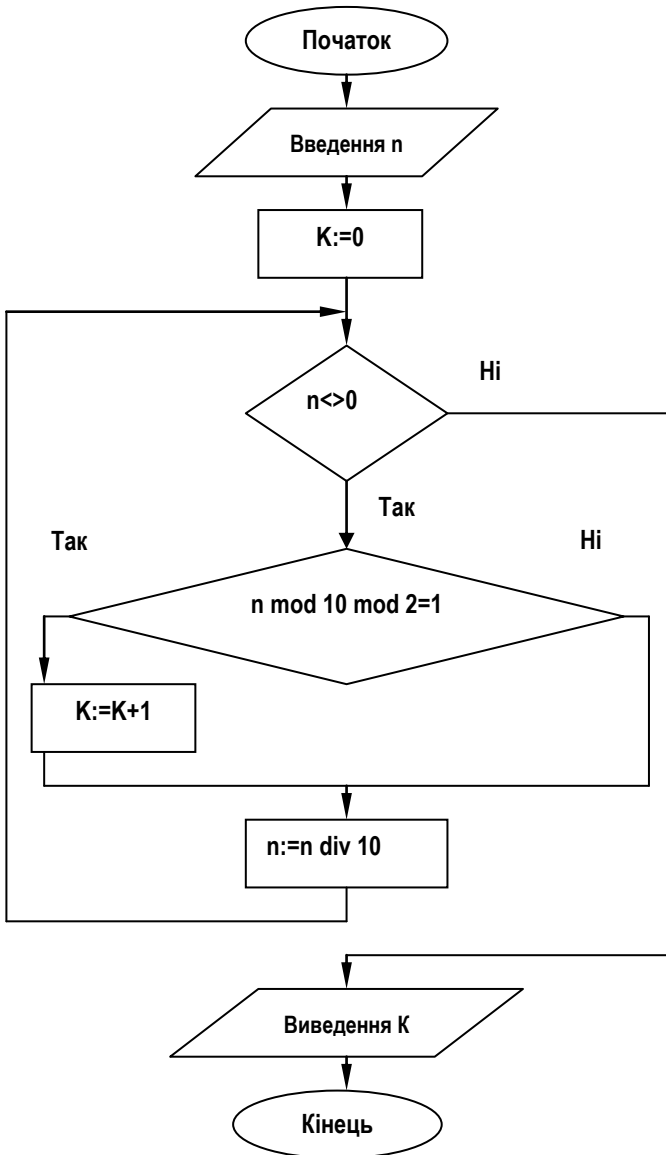 Початок
Введення n
K:=0
n<>0
Ні
Так
Так
Ні
n mod 10 mod 2=1
K:=K+1
n:=n div 10
Виведення К
Кінець